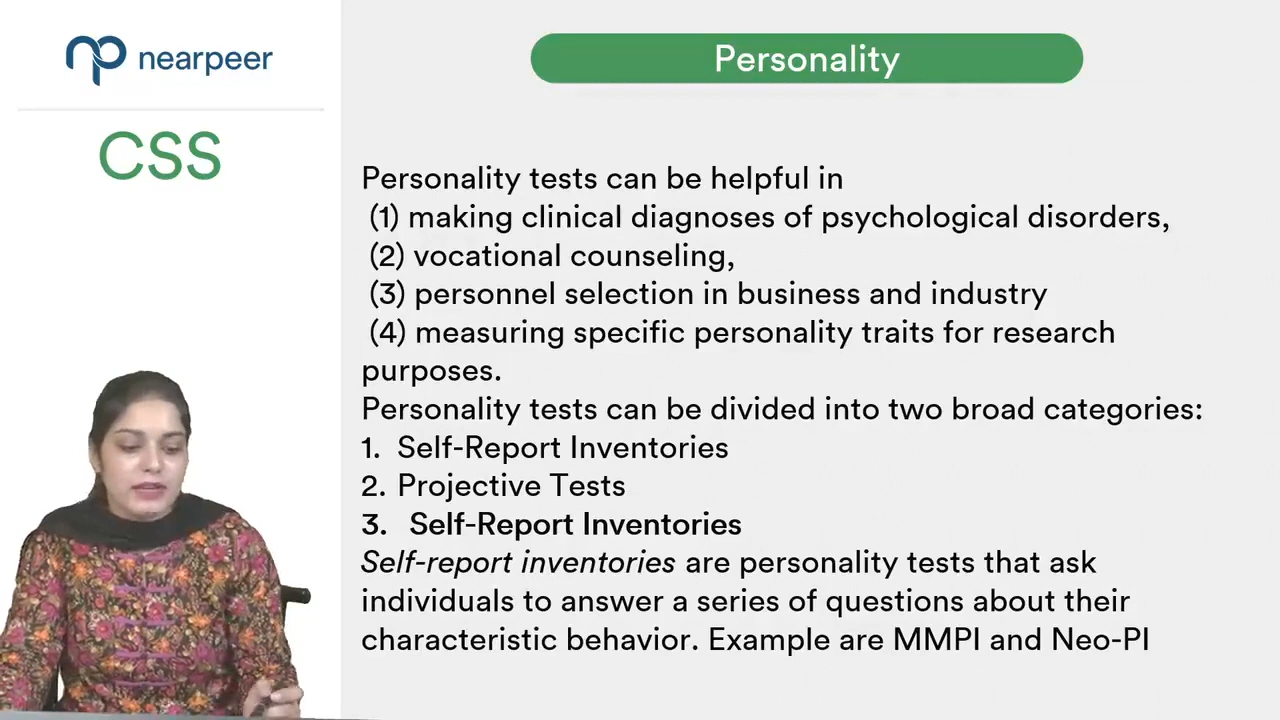 nearpeer
CSS
Personality
Personality tests can be helpful in
(1) making clinical diagnoses of psychological disorders,
(2) vocational counseling,
(3) personnel selection in business and industry
(4) measuring specific personality traits for research
purposes.
Personality tests can be divided into two broad categories:
1. Self-Report Inventories
2. Projective Tests
3. Self-Report Inventories
Self-report inventories are personality tests that ask
individuals to answer a series of questions about their
characteristic behavior. Example are MMPI and Neo-PI